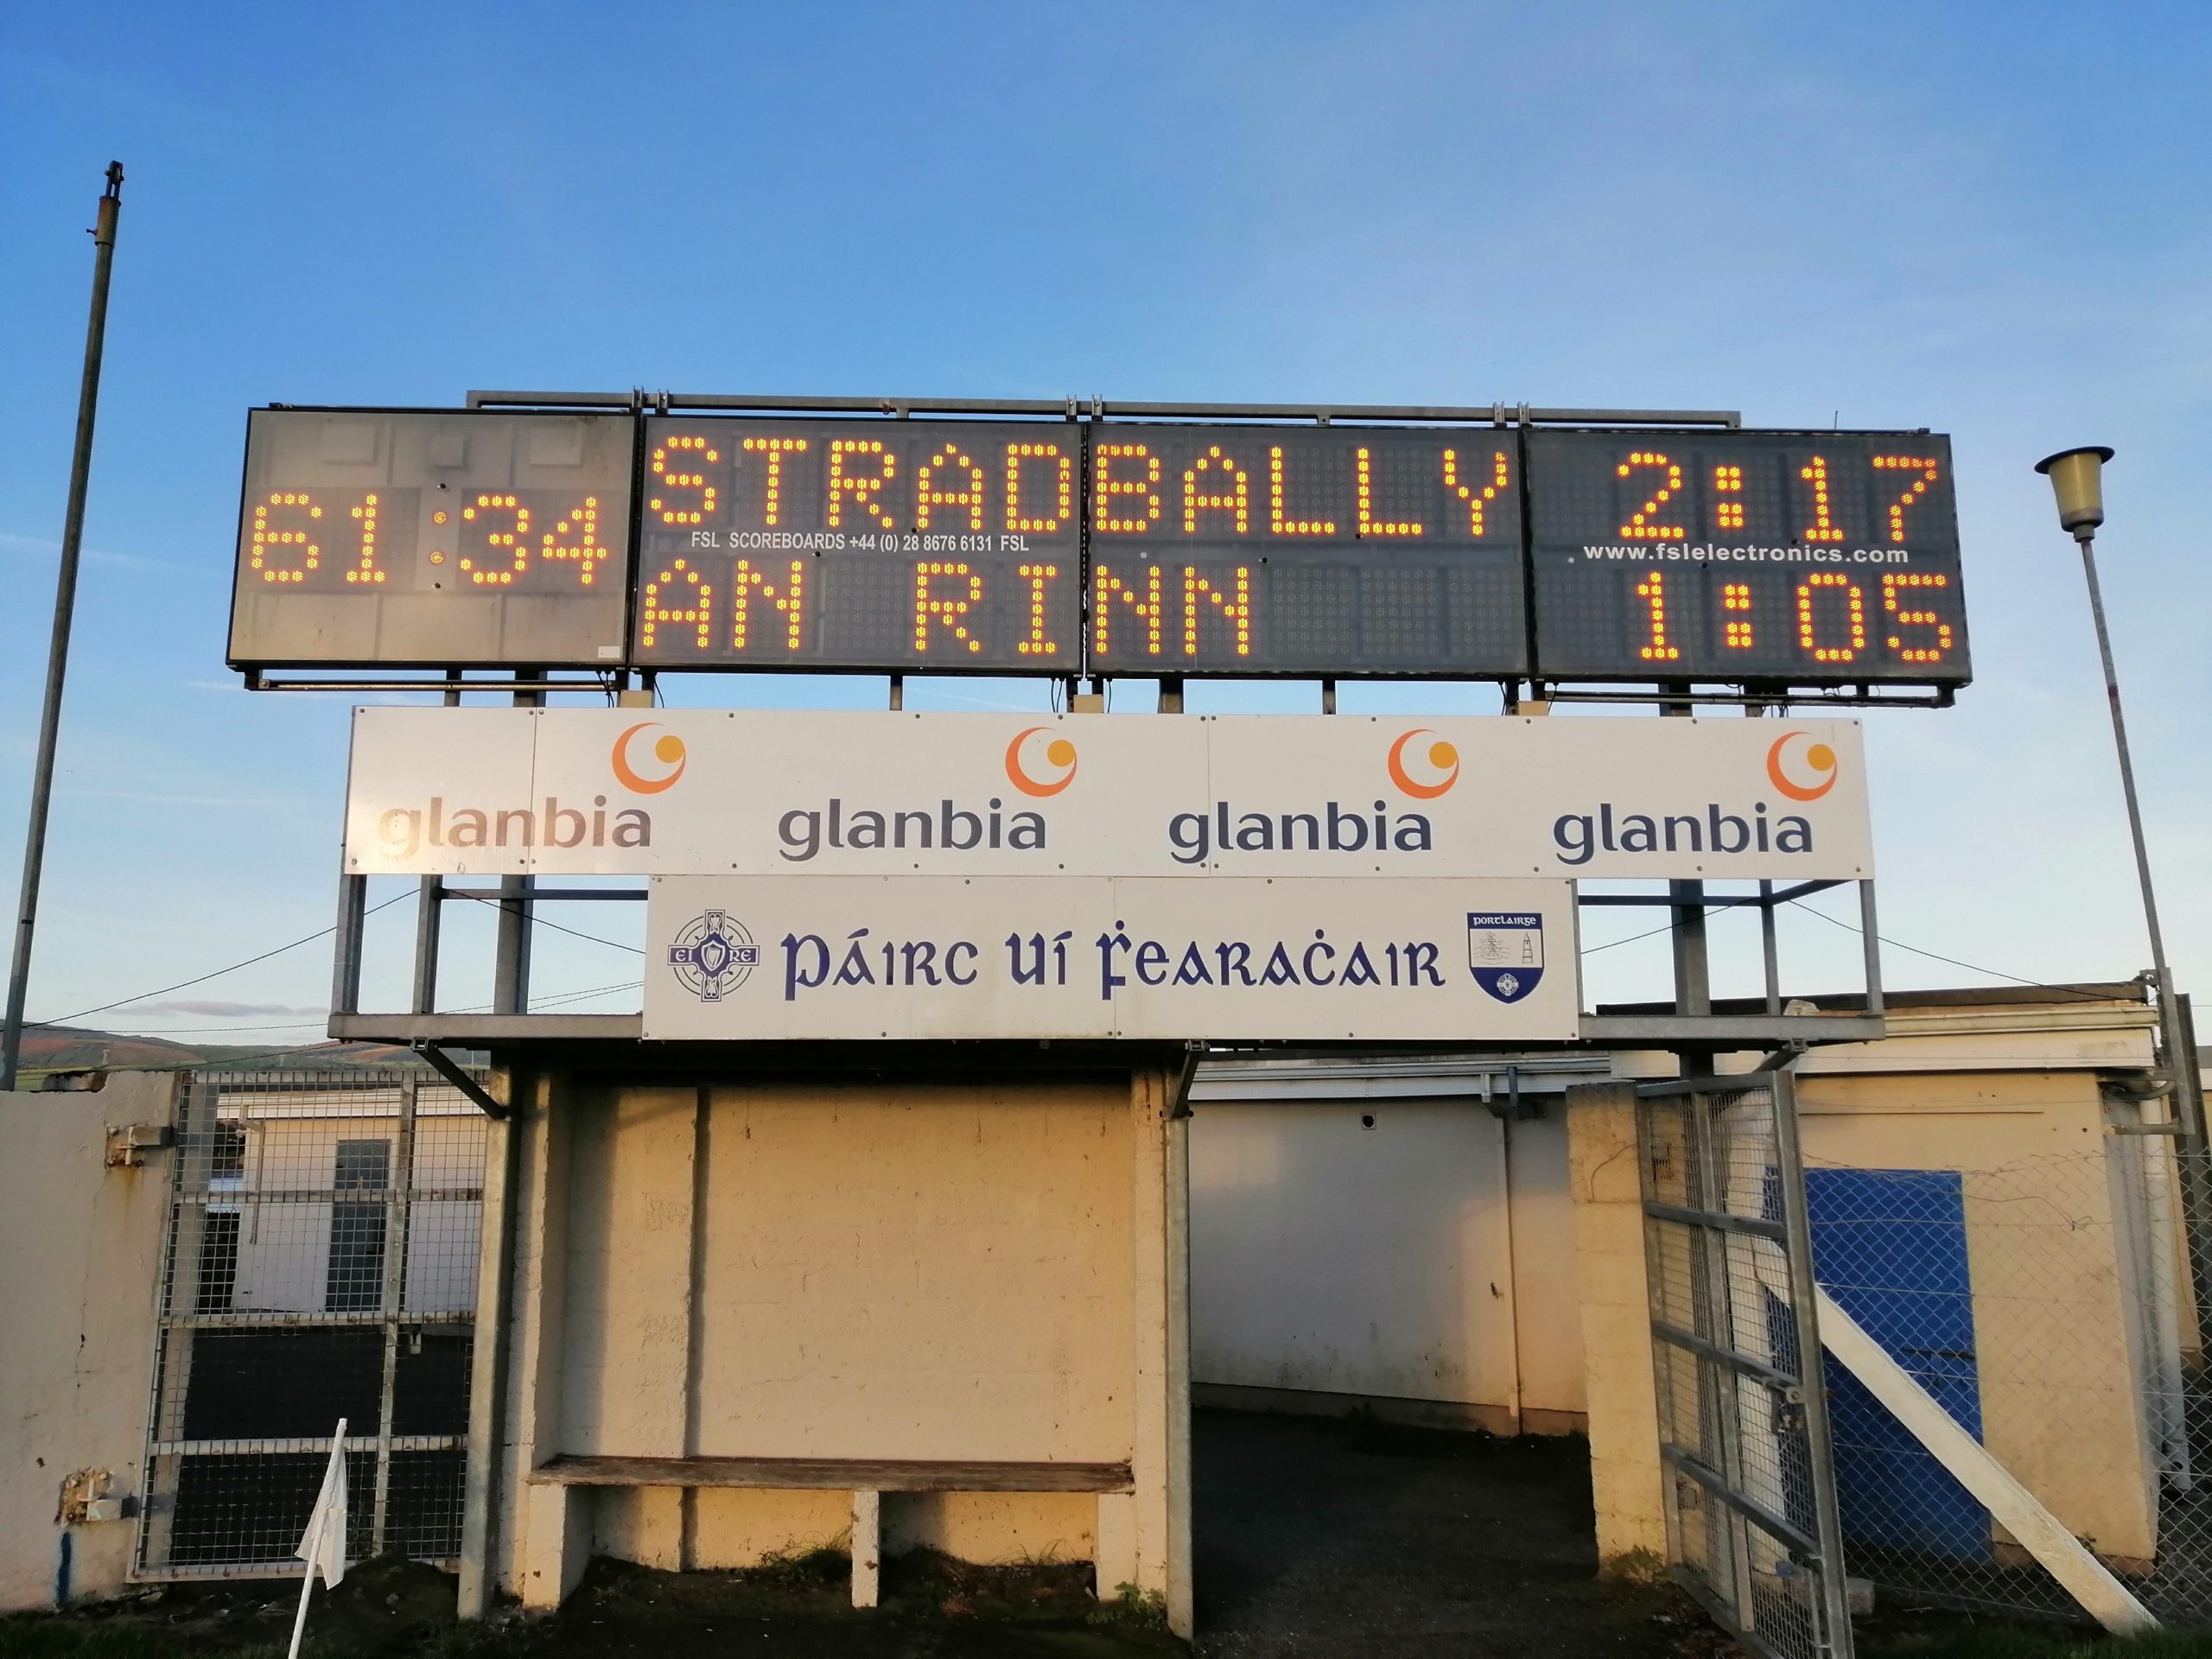 61:34
STRADBALLY 2:17
FSL SCOREBOARDS +44 (0) 28 8676 6131 FSL
www.fslelectronics.com
AN RINN 1:05
glanbia glanbia glanbia glanbia
EIRE
Páirc Uí Ḟearaċair
portlairge